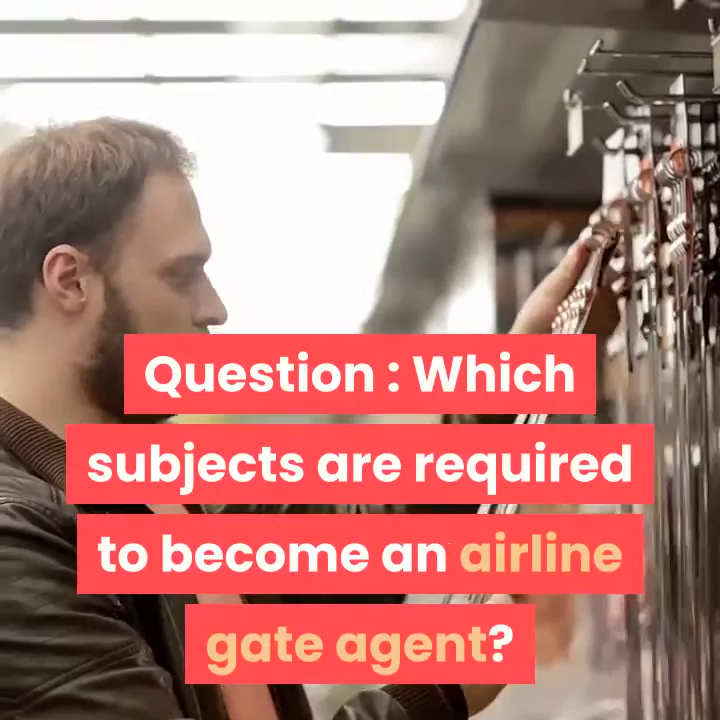 Question : Which
subjects are required
to become an airline
gate agent?